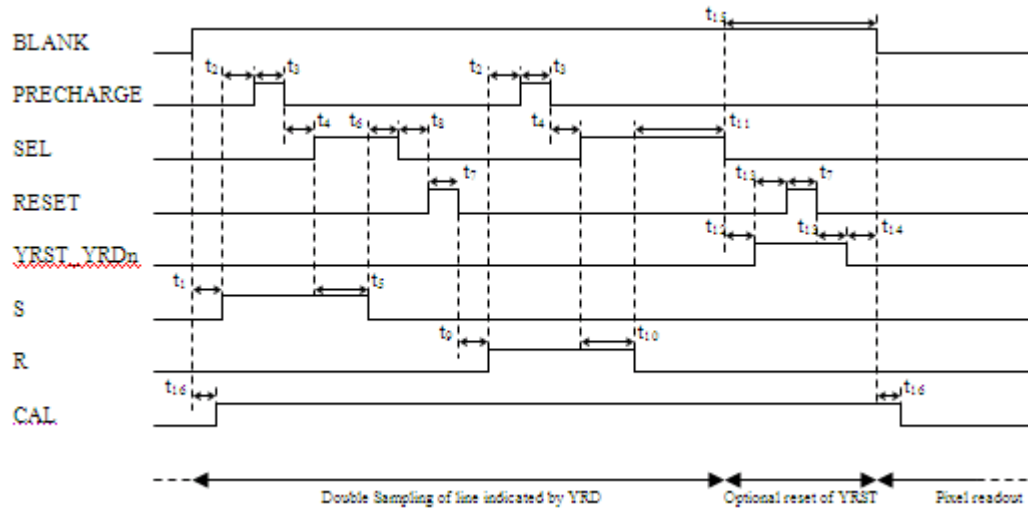 t₁₅
BLANK
t₂ t₃ t₂ t₃
PRECHARGE
t₄ t₆ t₈ t₄ t₁₁
SEL
t₇ t₁₃ t₇
RESET
t₁₂ t₁₃ t₁₄
YRST_YRDn
t₁ t₅
S
t₉ t₁₀
R
t₁₆ t₁₆
CAL
Double Sampling of line indicated by YRD Optional reset of YRST Pixel readout